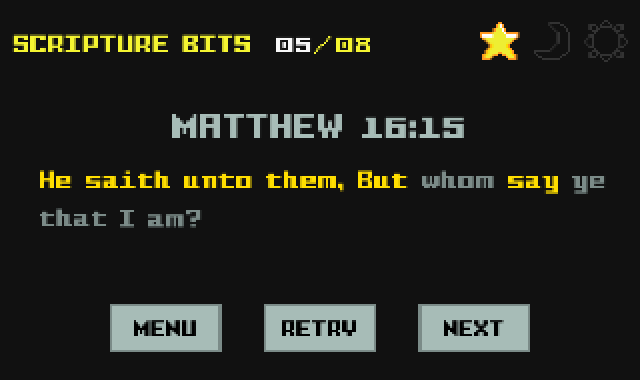 SCRIPTURE BITS 05/08
MATTHEW 16:15
He saith unto them, But whom say ye
that I am?
MENU RETRY NEXT